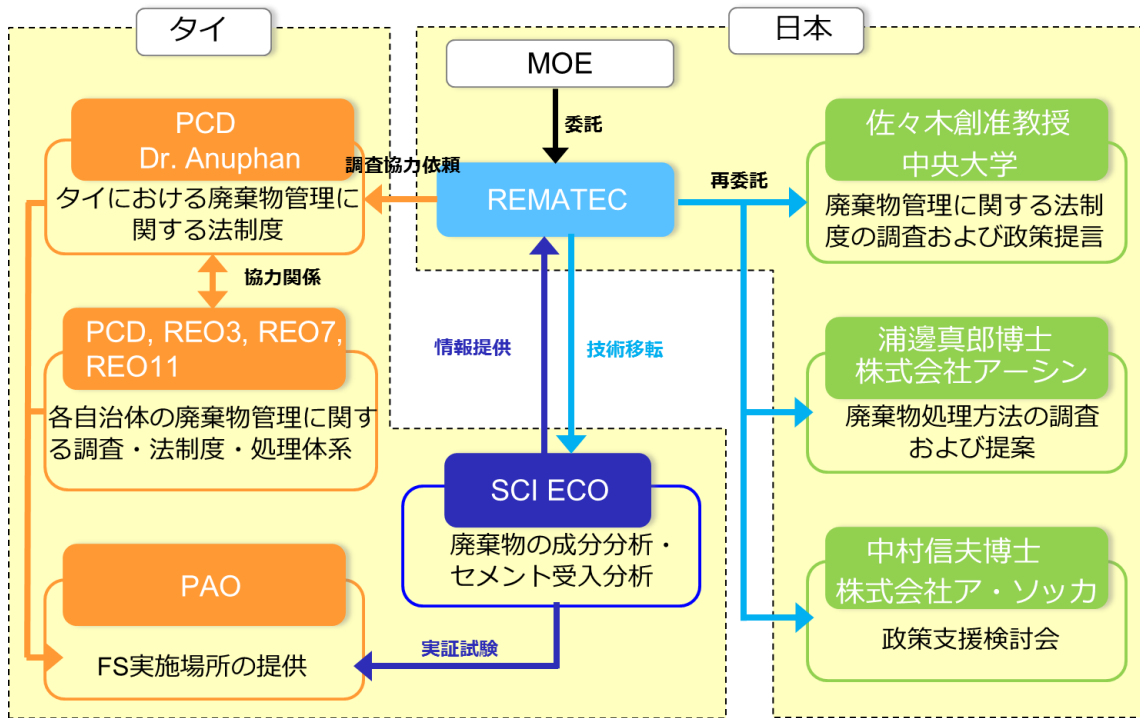 タイ
日本
MOE
委託
PCD
Dr. Anuphan
タイにおける廃棄物管理に
関する法制度
調査協力依頼
REMATEC
再委託
佐々木創准教授
中央大学
廃棄物管理に関する法制
度の調査および政策提言
協力関係
PCD, REO3, REO7,
REO11
各自治体の廃棄物管理に関す
る調査・法制度・処理体系
情報提供
技術移転
浦邊真郎博士
株式会社アーシン
廃棄物処理方法の調査
および提案
SCI ECO
廃棄物の成分分析・
セメント受入分析
中村信夫博士
株式会社ア・ソッカ
政策支援検討会
PAO
FS実施場所の提供
実証試験